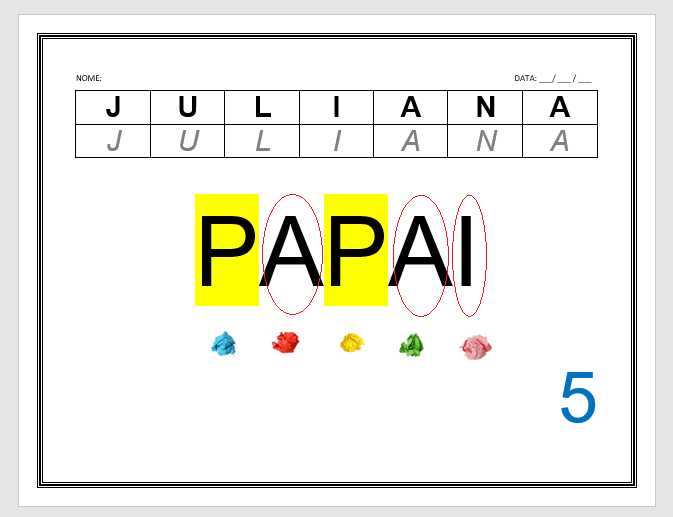 NOME: DATA: ___/ ___ / ___
J U L I A N A
J U L I A N A
PAPAI
5